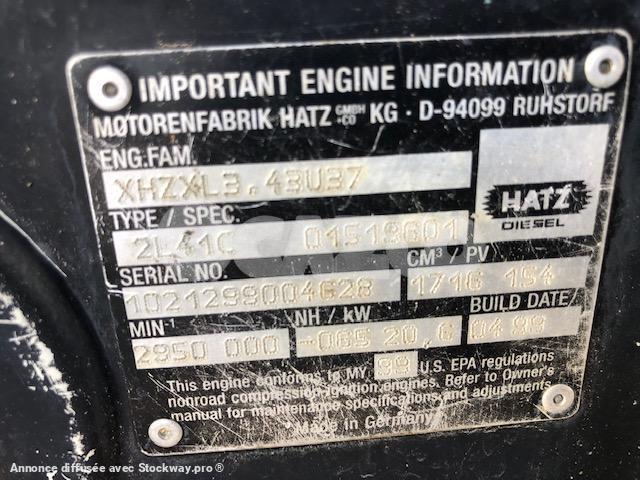 IMPORTANT ENGINE INFORMATION
MOTORENFABRIK HATZ GMBH+CO KG · D-94099 RUHSTORF
ENG.FAM.
XHZXL3.43U37
HATZ
DIESEL
TYPE / SPEC.
2L41C 01519601
SERIAL NO. CM³ / PV
1021299004628 1716 154
MIN-¹ NH / kW BUILD DATE
2950 000 -065 20,6 04 99
This engine conforms to MY 99 U.S. EPA regulations
nonroad compression-ignition engines. Refer to Owner's
manual for maintenance specifications and adjustments
Made in Germany
Annonce diffusée avec Stockway.pro®